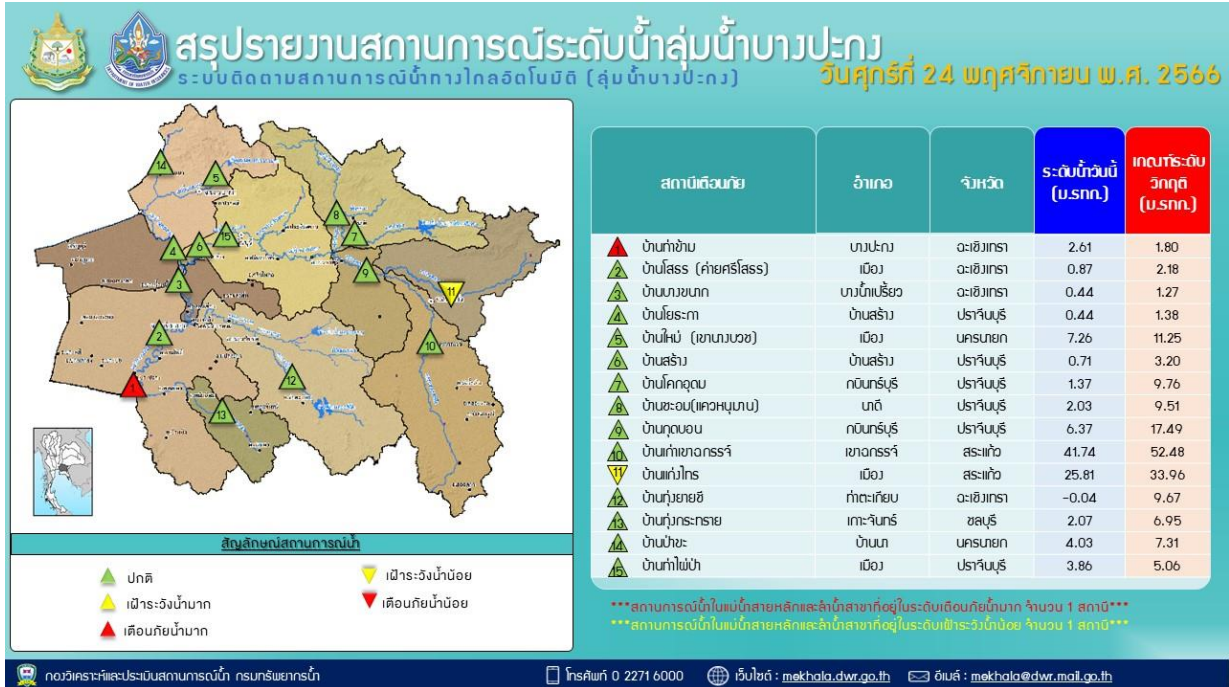 สรุปรายงานสถานการณ์ระดับน้ำลุ่มน้ำบางปะกง
ระบบติดตามสถานการณ์น้ำทางไกลอัตโนมัติ (ลุ่มน้ำบางปะกง)
วันศุกร์ที่ 24 พฤศจิกายน พ.ศ. 2566
สถานีเตือนภัย อำเภอ จังหวัด ระดับน้ำวันนี้ (ม.รทก.) เกณฑ์ระดับวิกฤติ (ม.รทก.)
1 บ้านท่าข้าม บางปะกง ฉะเชิงเทรา 2.61 1.80
2 บ้านโสธร (ค่ายศรีโสธร) เมือง ฉะเชิงเทรา 0.87 2.18
3 บ้านบางขนาก บางน้ำเปรี้ยว ฉะเชิงเทรา 0.44 1.27
4 บ้านโยธะกา บ้านสร้าง ปราจีนบุรี 0.44 1.38
5 บ้านใหม่ (เขานางบวช) เมือง นครนายก 7.26 11.25
6 บ้านสร้าง บ้านสร้าง ปราจีนบุรี 0.71 3.20
7 บ้านโคกอุดม กบินทร์บุรี ปราจีนบุรี 1.37 9.76
8 บ้านซะอม(แควหนุมาน) นาดี ปราจีนบุรี 2.03 9.51
9 บ้านกุดบอน กบินทร์บุรี ปราจีนบุรี 6.37 17.49
10 บ้านเก่าเขาฉกรรจ์ เขาฉกรรจ์ สระแก้ว 41.74 52.48
11 บ้านแก่งไทร เมือง สระแก้ว 25.81 33.96
12 บ้านทุ่งยายชี ท่าตะเกียบ ฉะเชิงเทรา -0.04 9.67
13 บ้านทุ่งกระทราย เกาะจันทร์ ชลบุรี 2.07 6.95
14 บ้านป่าขะ บ้านนา นครนายก 4.03 7.31
15 บ้านท่าไผ่ป่า เมือง ปราจีนบุรี 3.86 5.06
14
5
8
15
7
6
4
9
3
11
2
10
12
1
13
สัญลักษณ์สถานการณ์น้ำ
ปกติ
เฝ้าระวังน้ำน้อย
เฝ้าระวังน้ำมาก
เตือนภัยน้ำน้อย
เตือนภัยน้ำมาก
***สถานการณ์น้ำในแม่น้ำสายหลักและลำน้ำสาขาที่อยู่ในระดับเตือนภัยน้ำมาก จำนวน 1 สถานี***
***สถานการณ์น้ำในแม่น้ำสายหลักและลำน้ำสาขาที่อยู่ในระดับเฝ้าระวังน้ำน้อย จำนวน 1 สถานี***
กองวิเคราะห์และประเมินสถานการณ์น้ำ กรมทรัพยากรน้ำ
โทรศัพท์ 0 2271 6000
เว็บไซต์ : mekhala.dwr.go.th
อีเมล์ : mekhala@dwr.mail.go.th